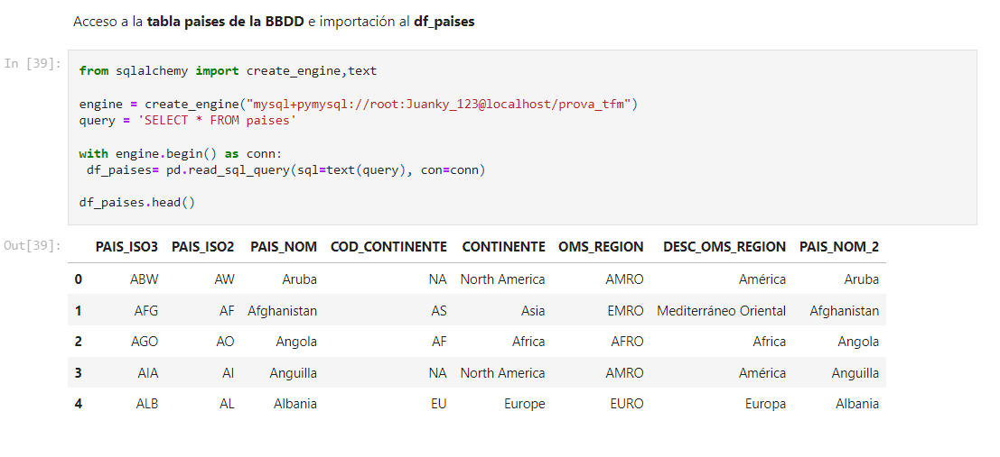 Acceso a la tabla paises de la BBDD e importación al df_paises
In [39]:
from sqlalchemy import create_engine,text
engine = create_engine("mysql+pymysql://root:Juanky_123@localhost/prova_tfm")
query = 'SELECT * FROM paises'
with engine.begin() as conn:
 df_paises= pd.read_sql_query(sql=text(query), con=conn)
df_paises.head()
Out[39]:
PAIS_ISO3 PAIS_ISO2 PAIS_NOM COD_CONTINENTE CONTINENTE OMS_REGION DESC_OMS_REGION PAIS_NOM_2
0 ABW AW Aruba NA North America AMRO América Aruba
1 AFG AF Afghanistan AS Asia EMRO Mediterráneo Oriental Afghanistan
2 AGO AO Angola AF Africa AFRO Africa Angola
3 AIA AI Anguilla NA North America AMRO América Anguilla
4 ALB AL Albania EU Europe EURO Europa Albania